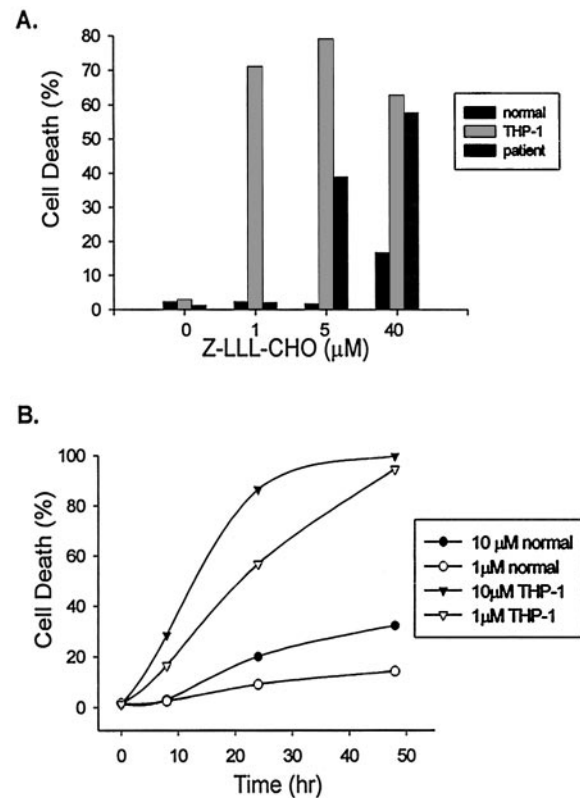 A.
80
70
60
50
40
30
20
10
0
Cell Death (%)
normal
THP-1
patient
0 1 5 40
Z-LLL-CHO (μM)
B.
100
80
60
40
20
0
Cell Death (%)
10 μM normal
1μM normal
10μM THP-1
1μM THP-1
0 10 20 30 40 50
Time (hr)